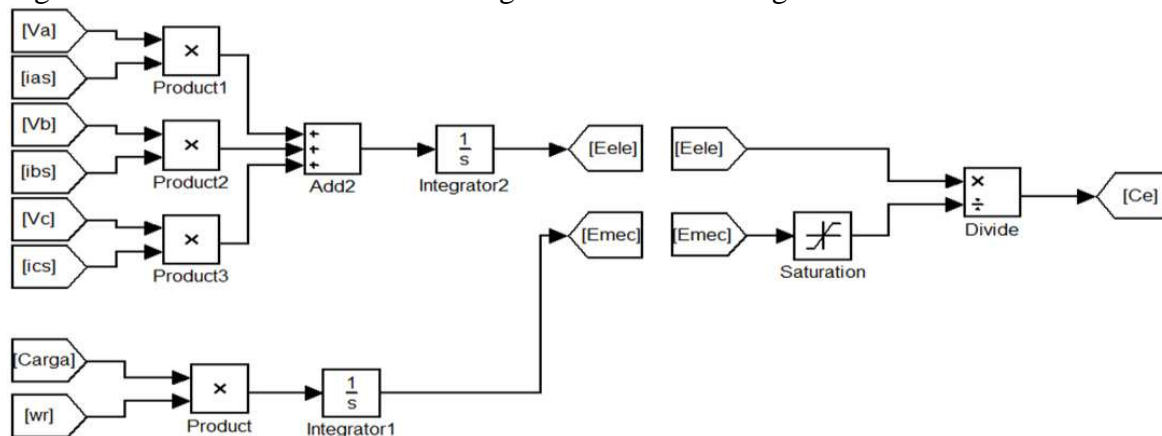 [Va]
[ias]
×
Product1
[Vb]
[ibs]
×
Product2
[Vc]
[ics]
×
Product3
+
+
+
Add2
1
s
Integrator2
[Eele]
[Emec]
[Eele]
[Emec]
Saturation
×
÷
Divide
[Ce]
[Carga]
[wr]
×
Product
1
s
Integrator1